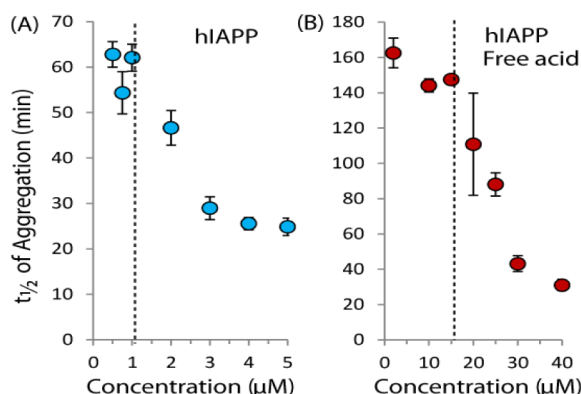 (A)
hIAPP
t½ of Aggregation (min)
70
60
50
40
30
20
10
0
0 1 2 3 4 5
Concentration (µM)
(B)
hIAPP
Free acid
180
160
140
120
100
80
60
40
20
0
0 10 20 30 40
Concentration (µM)